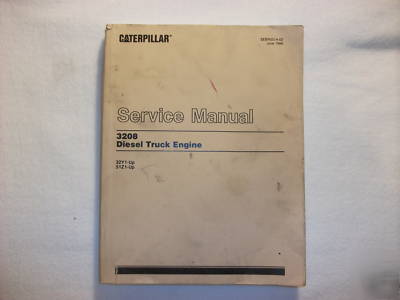 CATERPILLAR
Service Manual
3208
Diesel Truck Engine
32Y1-Up
51Z1-Up